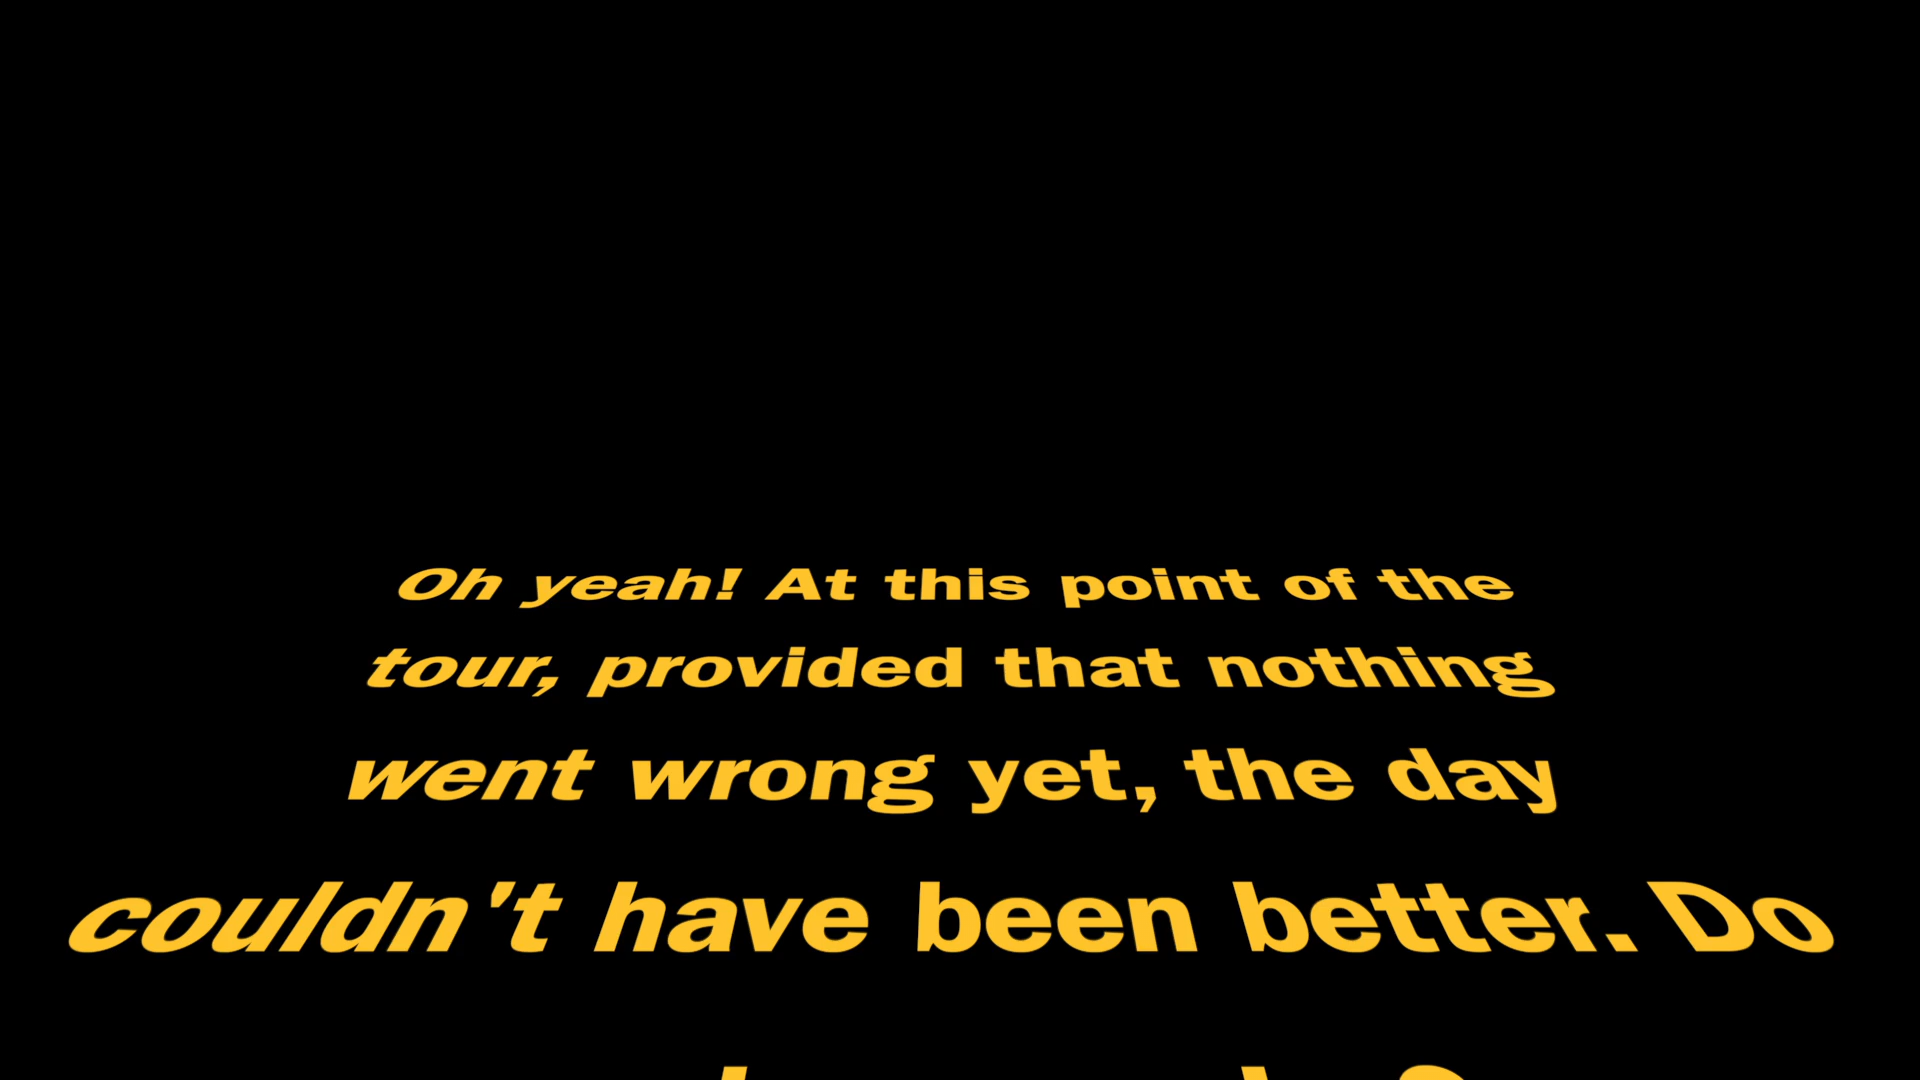 Oh yeah! At this point of the
tour, provided that nothing
went wrong yet, the day
couldn't have been better. Do